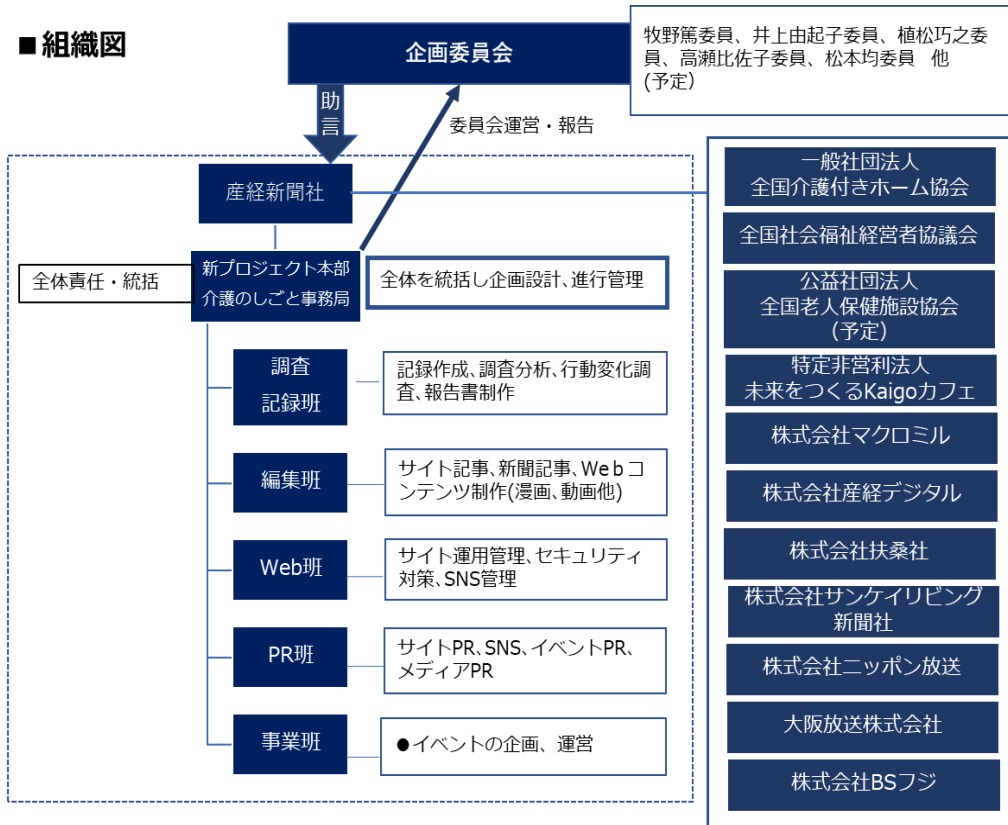 ■組織図
企画委員会
牧野篤委員、井上由起子委員、植松巧之委
員、高瀬比佐子委員、松本均委員　他
(予定)
助
言
委員会運営・報告
産経新聞社
全体責任・統括
新プロジェクト本部
介護のしごと事務局
全体を統括し企画設計、進行管理
調査
記録班
記録作成、調査分析、行動変化調
査、報告書制作
編集班
サイト記事、新聞記事、Ｗｅｂコ
ンテンツ制作(漫画、動画他)
Web班
サイト運用管理、セキュリティ
対策、SNS管理
PR班
サイトPR、SNS、イベントPR、
メディアPR
事業班
●イベントの企画、運営
一般社団法人
全国介護付きホーム協会
全国社会福祉経営者協議会
公益社団法人
全国老人保健施設協会
(予定)
特定非営利法人
未来をつくるKaigoカフェ
株式会社マクロミル
株式会社産経デジタル
株式会社扶桑社
株式会社サンケイリビング
新聞社
株式会社ニッポン放送
大阪放送株式会社
株式会社BSフジ